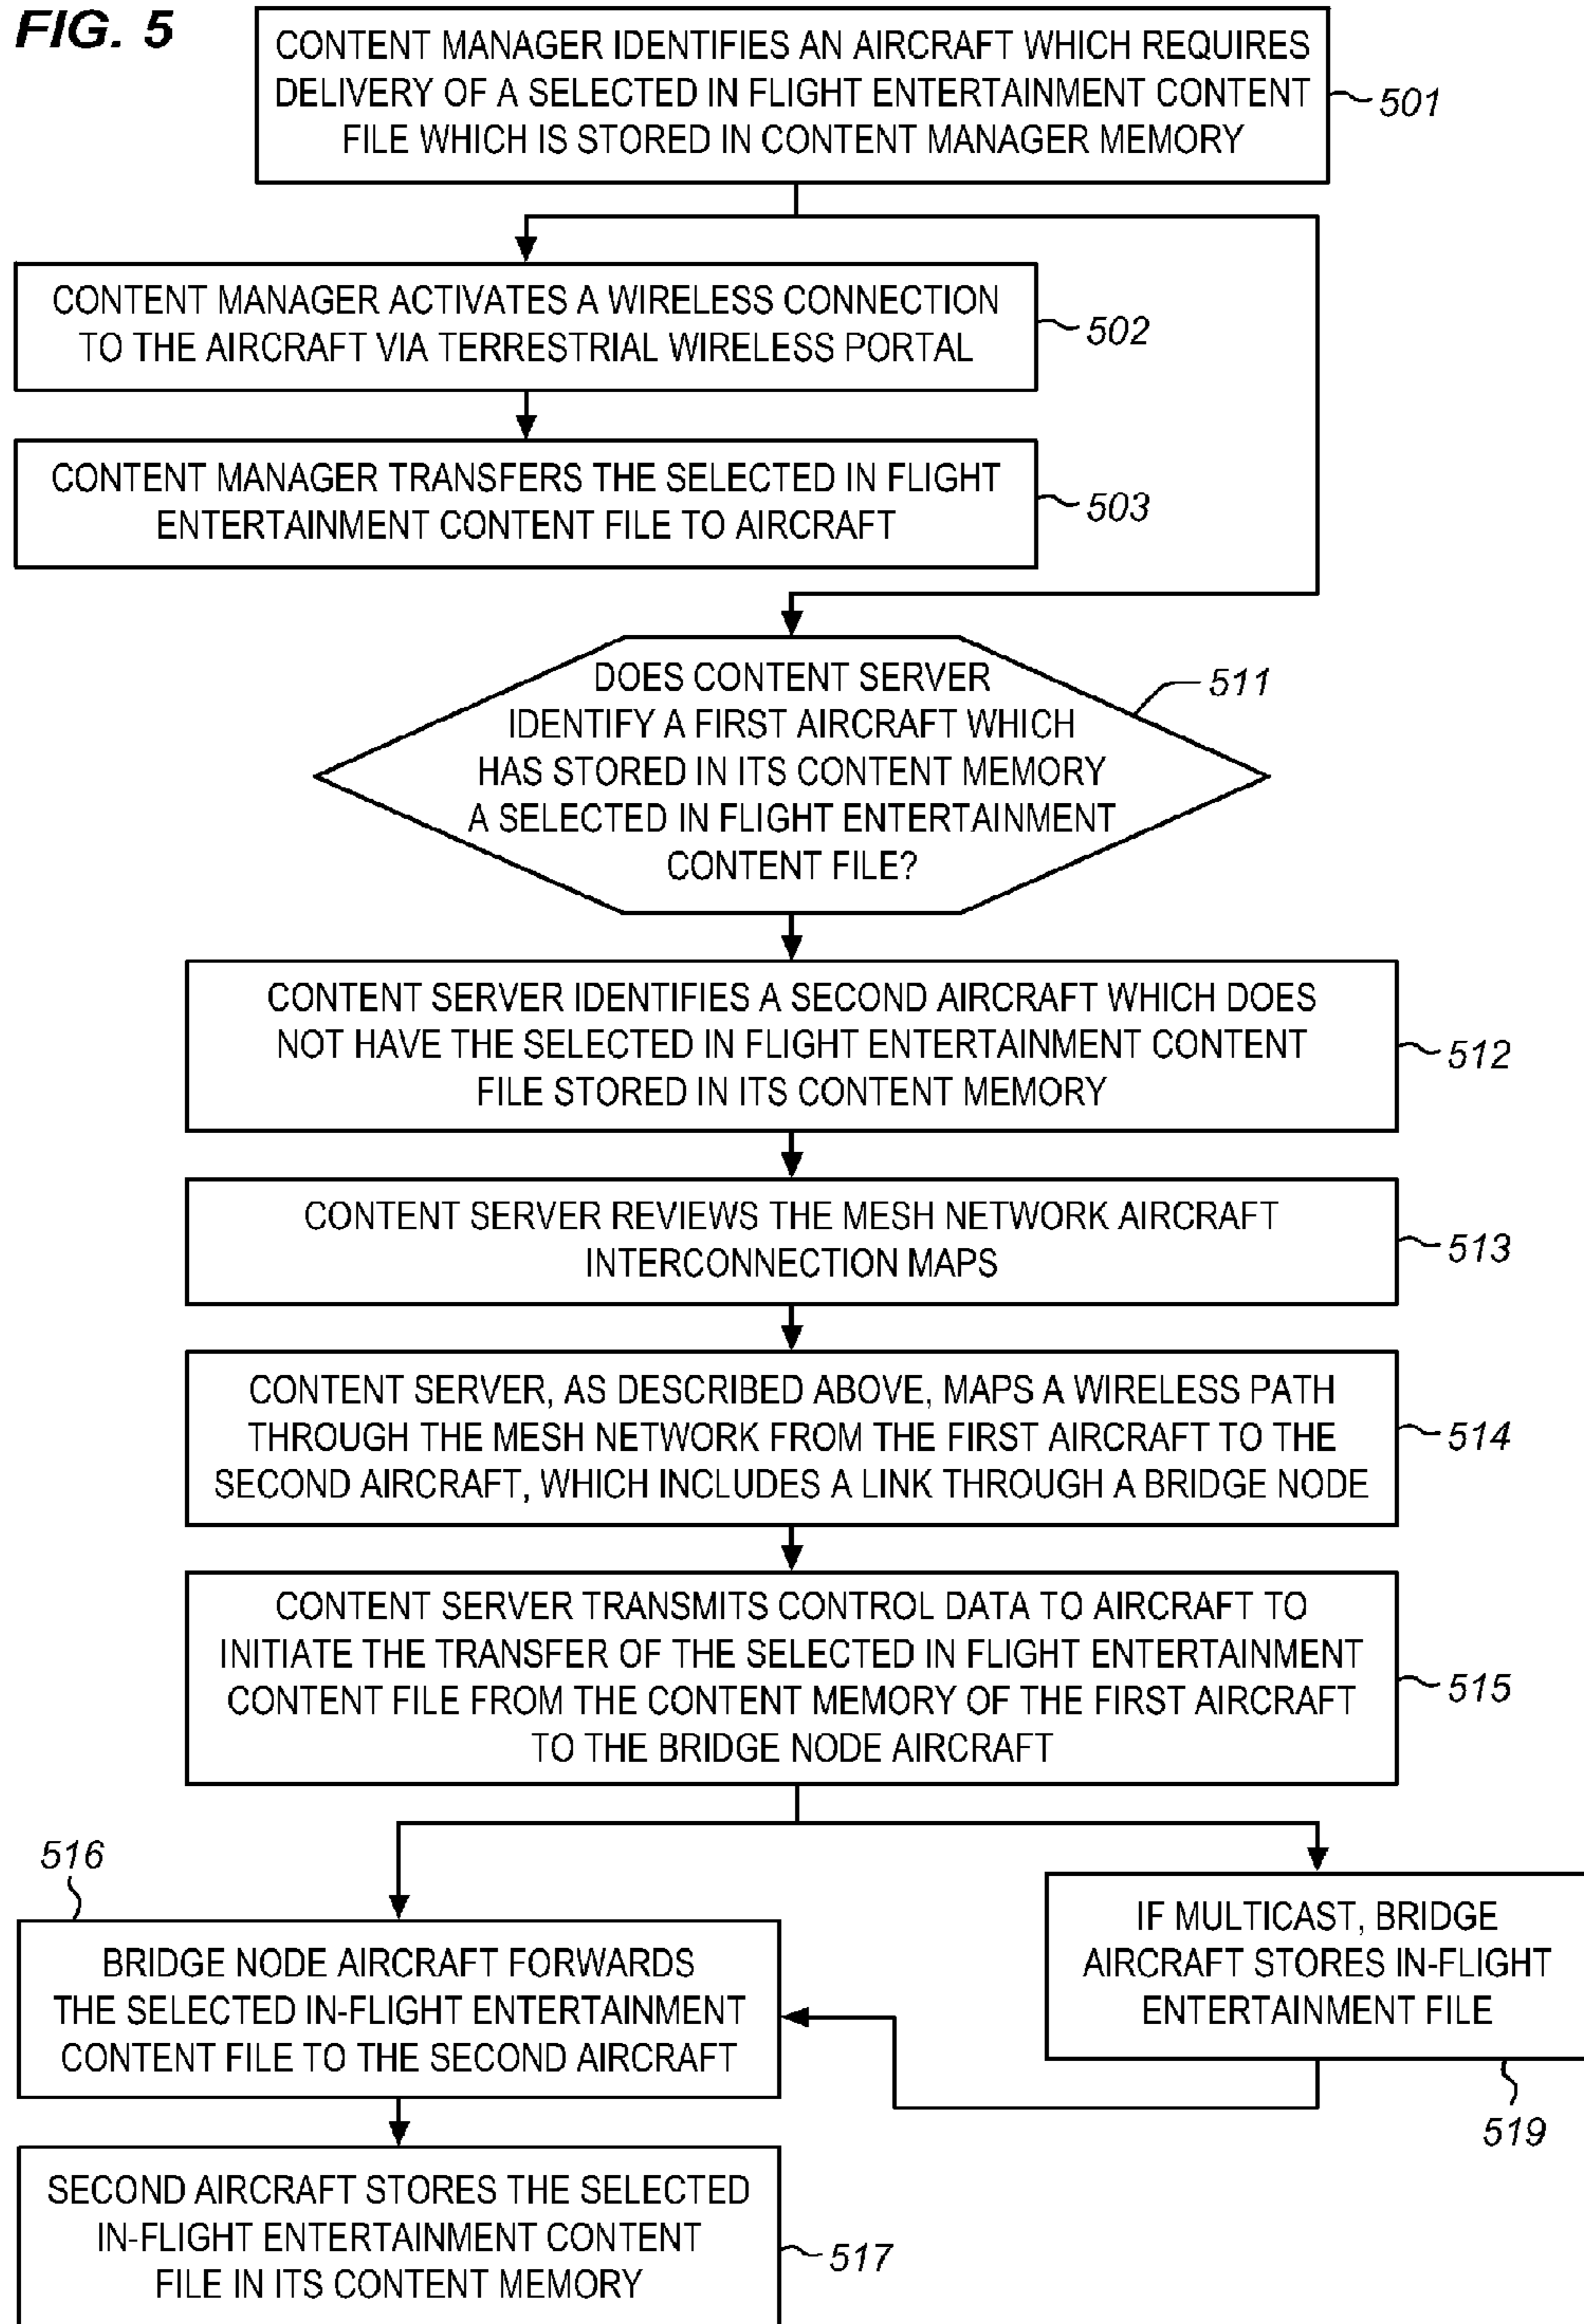 FIG. 5
CONTENT MANAGER IDENTIFIES AN AIRCRAFT WHICH REQUIRES
DELIVERY OF A SELECTED IN FLIGHT ENTERTAINMENT CONTENT
FILE WHICH IS STORED IN CONTENT MANAGER MEMORY
501
CONTENT MANAGER ACTIVATES A WIRELESS CONNECTION
TO THE AIRCRAFT VIA TERRESTRIAL WIRELESS PORTAL
502
CONTENT MANAGER TRANSFERS THE SELECTED IN FLIGHT
ENTERTAINMENT CONTENT FILE TO AIRCRAFT
503
DOES CONTENT SERVER
IDENTIFY A FIRST AIRCRAFT WHICH
HAS STORED IN ITS CONTENT MEMORY
A SELECTED IN FLIGHT ENTERTAINMENT
CONTENT FILE?
511
CONTENT SERVER IDENTIFIES A SECOND AIRCRAFT WHICH DOES
NOT HAVE THE SELECTED IN FLIGHT ENTERTAINMENT CONTENT
FILE STORED IN ITS CONTENT MEMORY
512
CONTENT SERVER REVIEWS THE MESH NETWORK AIRCRAFT
INTERCONNECTION MAPS
513
CONTENT SERVER, AS DESCRIBED ABOVE, MAPS A WIRELESS PATH
THROUGH THE MESH NETWORK FROM THE FIRST AIRCRAFT TO THE
SECOND AIRCRAFT, WHICH INCLUDES A LINK THROUGH A BRIDGE NODE
514
CONTENT SERVER TRANSMITS CONTROL DATA TO AIRCRAFT TO
INITIATE THE TRANSFER OF THE SELECTED IN FLIGHT ENTERTAINMENT
CONTENT FILE FROM THE CONTENT MEMORY OF THE FIRST AIRCRAFT
TO THE BRIDGE NODE AIRCRAFT
515
516
BRIDGE NODE AIRCRAFT FORWARDS
THE SELECTED IN-FLIGHT ENTERTAINMENT
CONTENT FILE TO THE SECOND AIRCRAFT
IF MULTICAST, BRIDGE
AIRCRAFT STORES IN-FLIGHT
ENTERTAINMENT FILE
519
SECOND AIRCRAFT STORES THE SELECTED
IN-FLIGHT ENTERTAINMENT CONTENT
FILE IN ITS CONTENT MEMORY
517